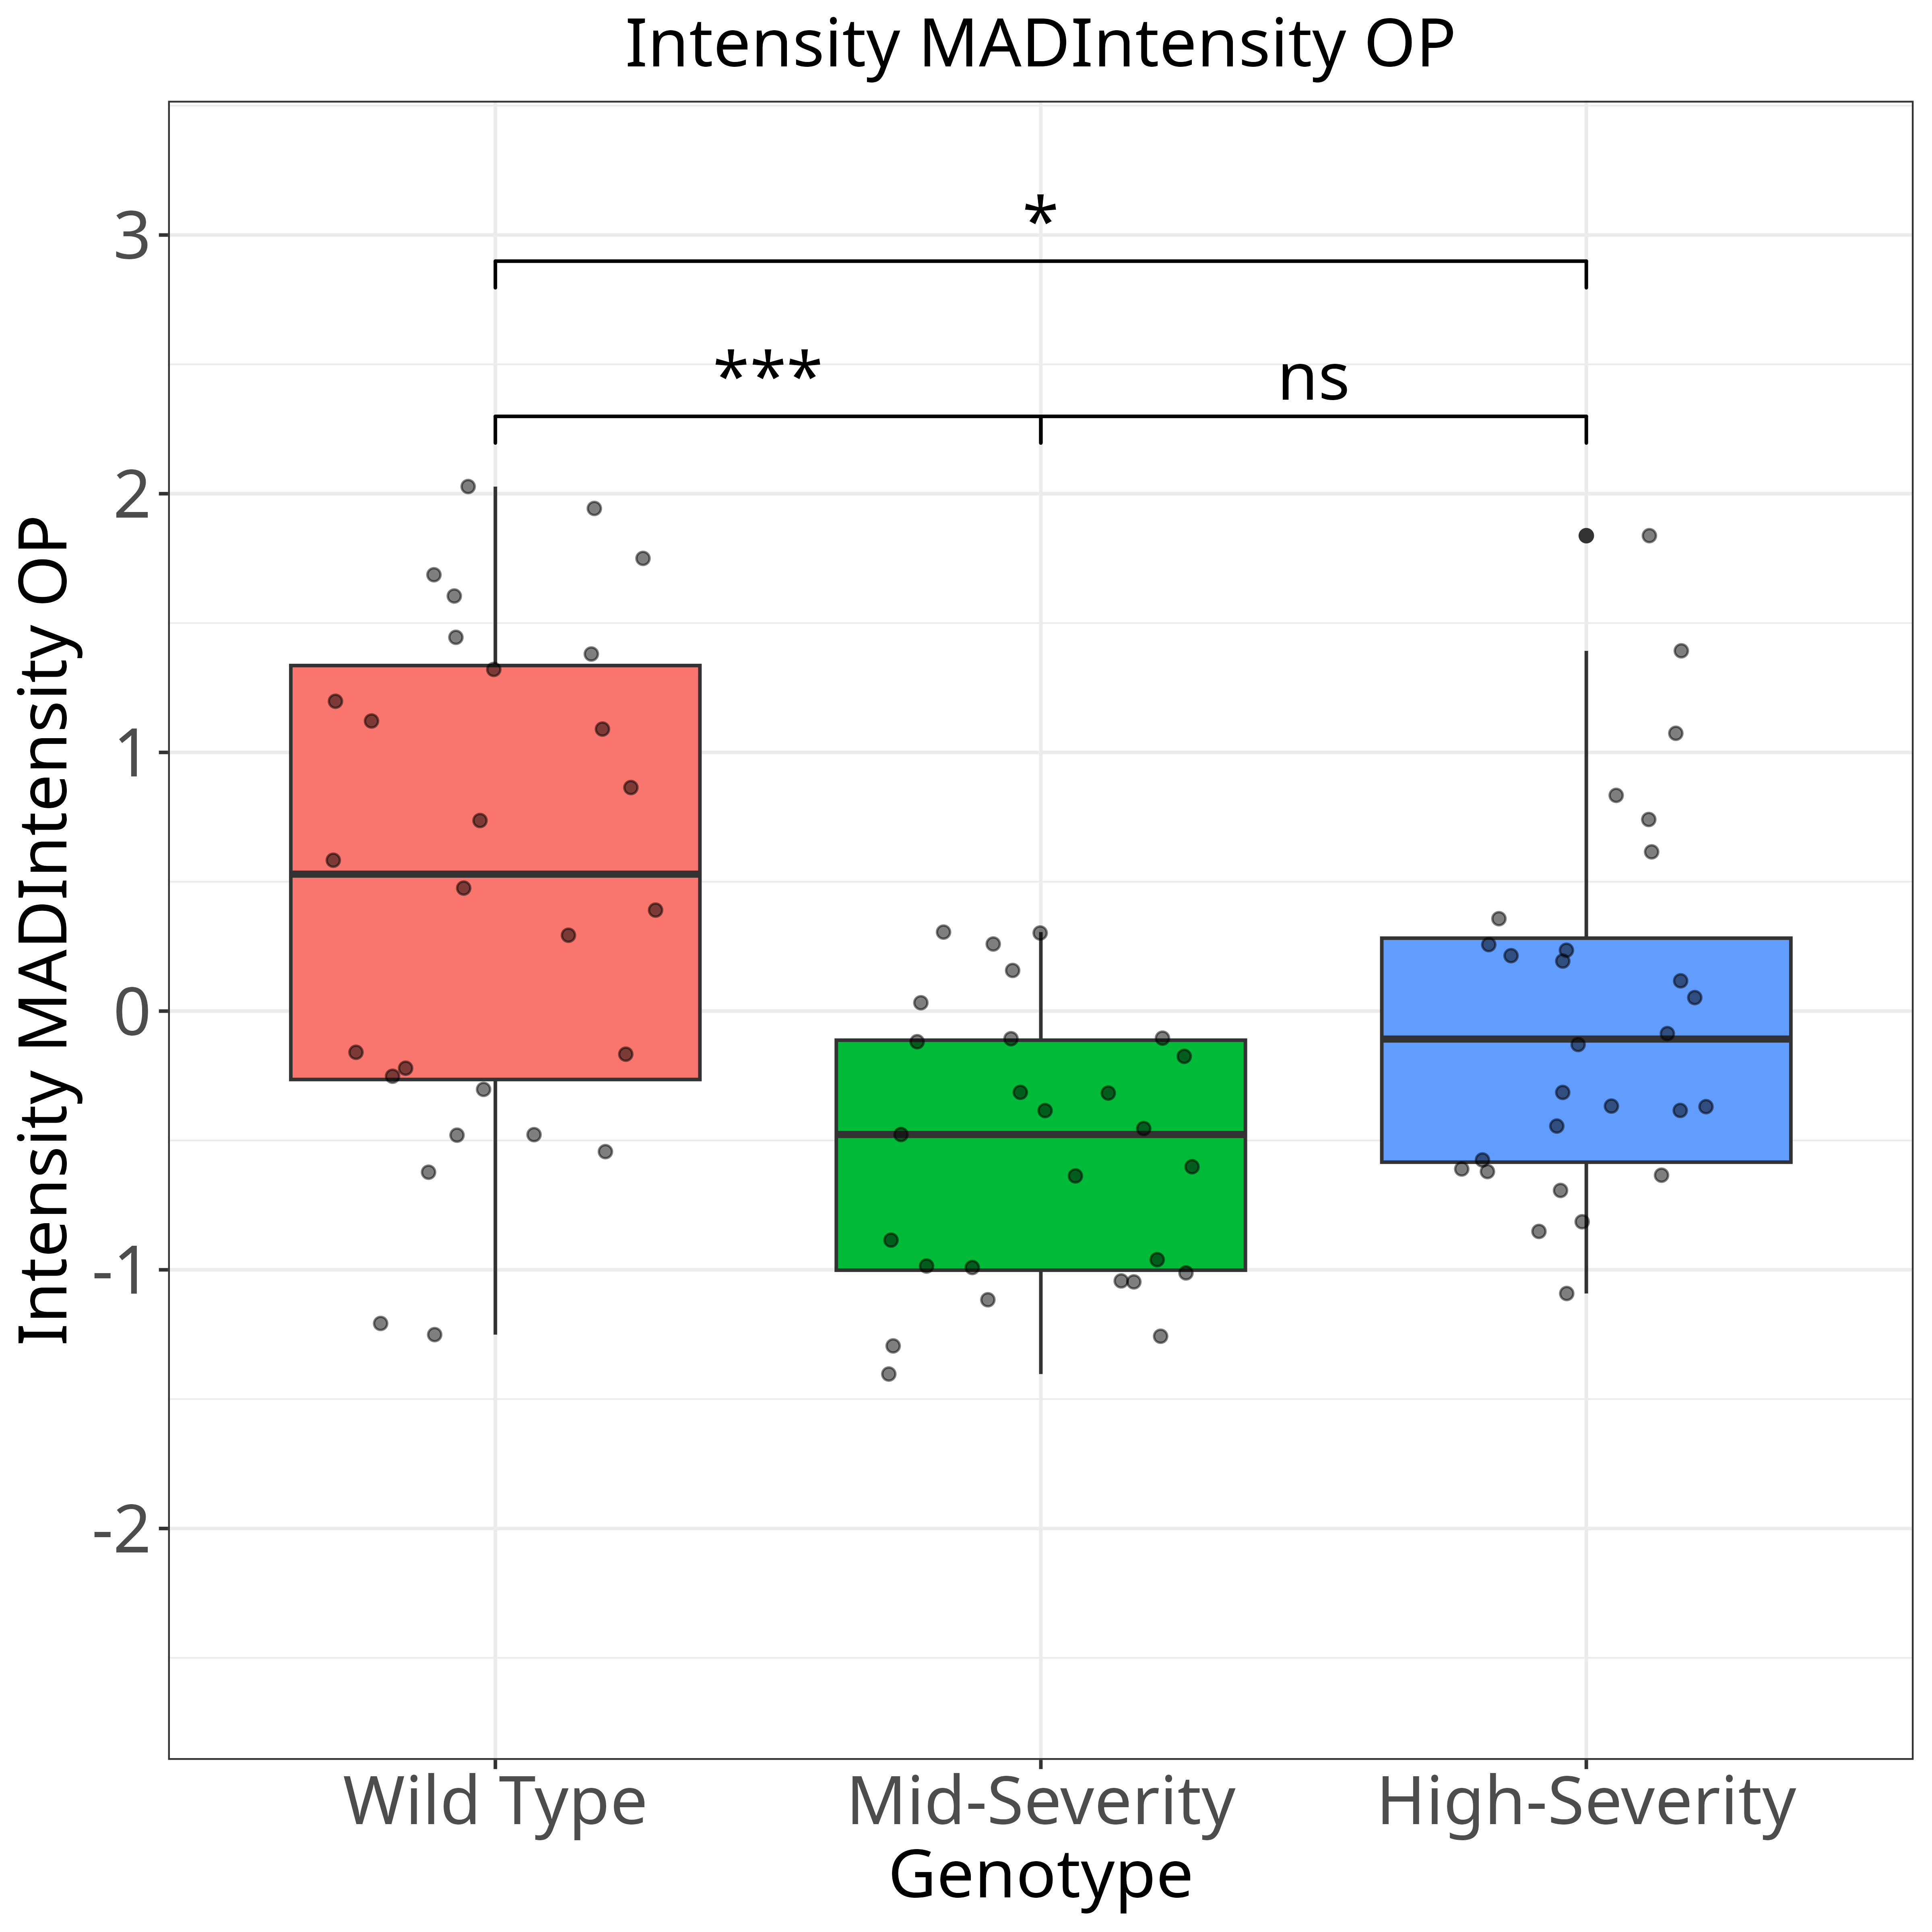 Intensity MADIntensity OP
Intensity MADIntensity OP
3
2
1
0
-1
-2
*
***
ns
Wild Type
Mid-Severity
High-Severity
Genotype